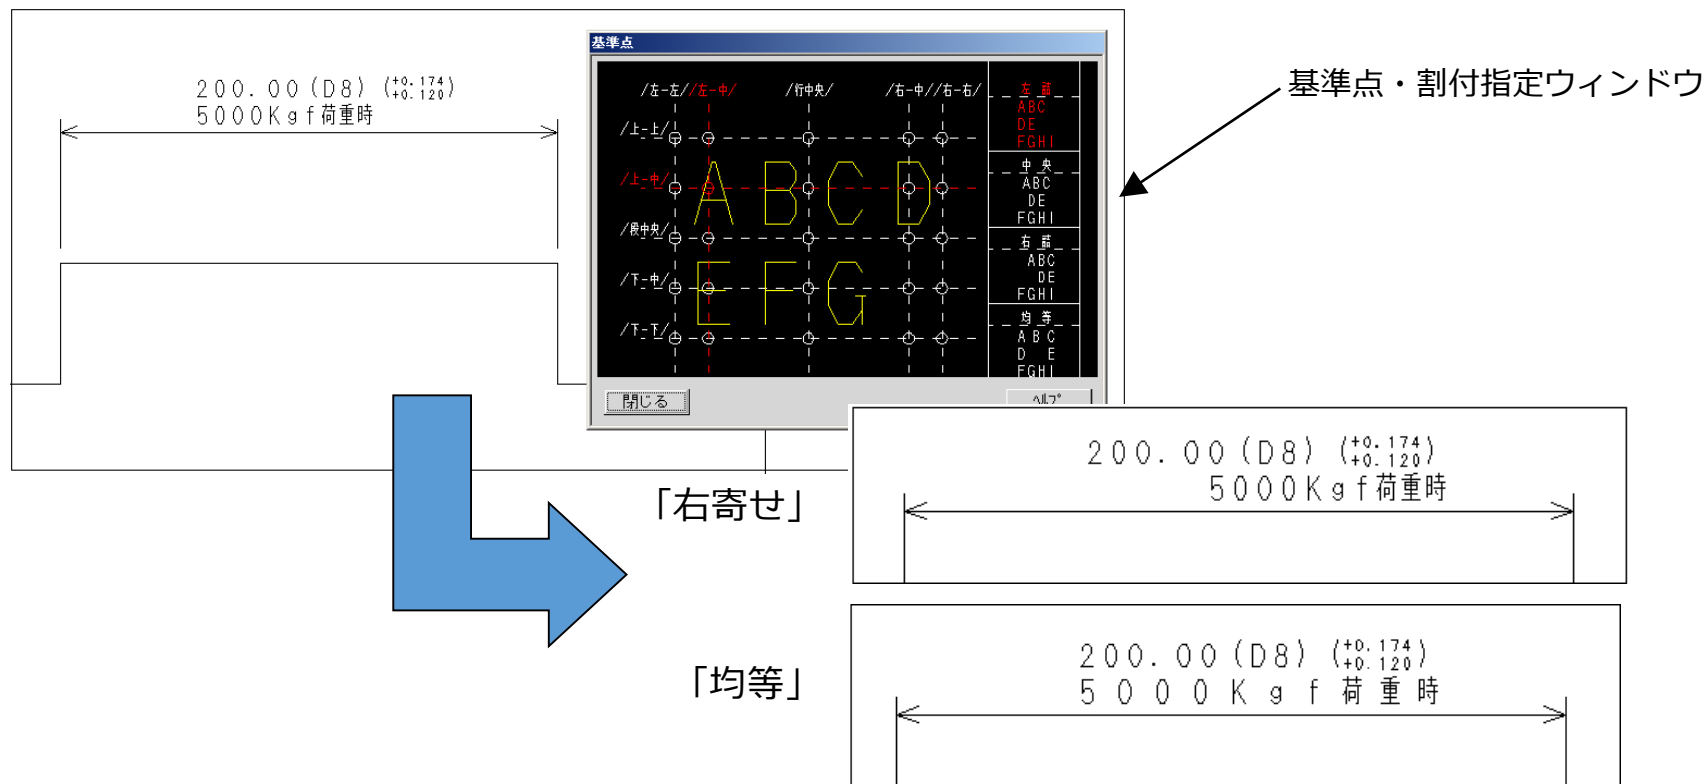 200.00(D8) (+0.174
+0.120)
5000Kgf荷重時
基準点
/左-左//左-中/ /行中央/ /右-中//右-右/
/上-上/
/上-中/
/段中央/
/下-中/
/下-下/
ABCD
EFG
左 詰
ABC
DE
FGHI
中 央
ABC
DE
FGHI
右 詰
ABC
DE
FGHI
均 等
A B C
D E
FGHI
閉じる
ヘルプ
基準点・割付指定ウィンドウ
「右寄せ」
200.00(D8) (+0.174
+0.120)
5000Kgf荷重時
「均等」
200.00(D8) (+0.174
+0.120)
5000Kgf荷重時